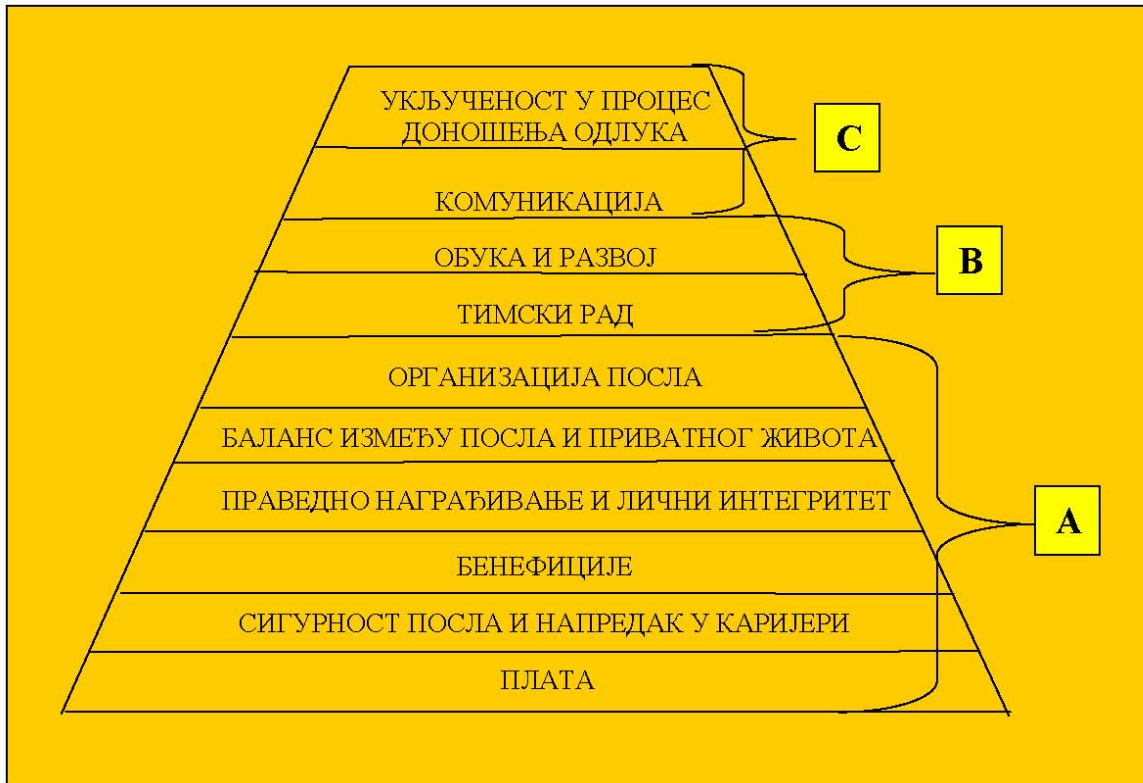 УКЉУЧЕНОСТ У ПРОЦЕС
ДОНОШЕЊА ОДЛУКА
C
КОМУНИКАЦИЈА
ОБУКА И РАЗВОЈ
B
ТИМСКИ РАД
ОРГАНИЗАЦИЈА ПОСЛА
БАЛАНС ИЗМЕЂУ ПОСЛА И ПРИВАТНОГ ЖИВОТА
ПРАВЕДНО НАГРАЂИВАЊЕ И ЛИЧНИ ИНТЕГРИТЕТ
A
БЕНЕФИЦИЈЕ
СИГУРНОСТ ПОСЛА И НАПРЕДАК У КАРИЈЕРИ
ПЛАТА